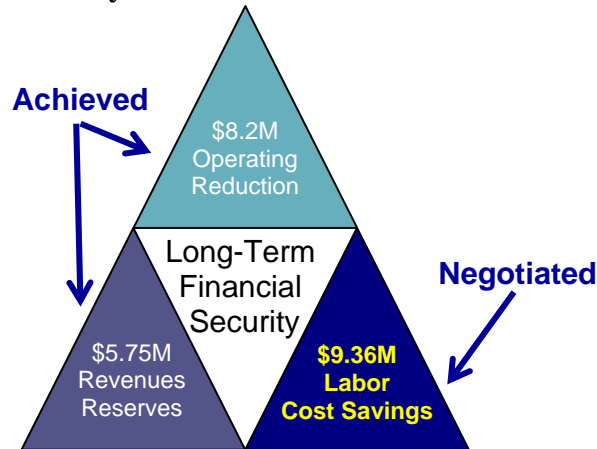 Achieved
$8.2M
Operating
Reduction
Long-Term
Financial
Security
Negotiated
$5.75M
Revenues
Reserves
$9.36M
Labor
Cost Savings